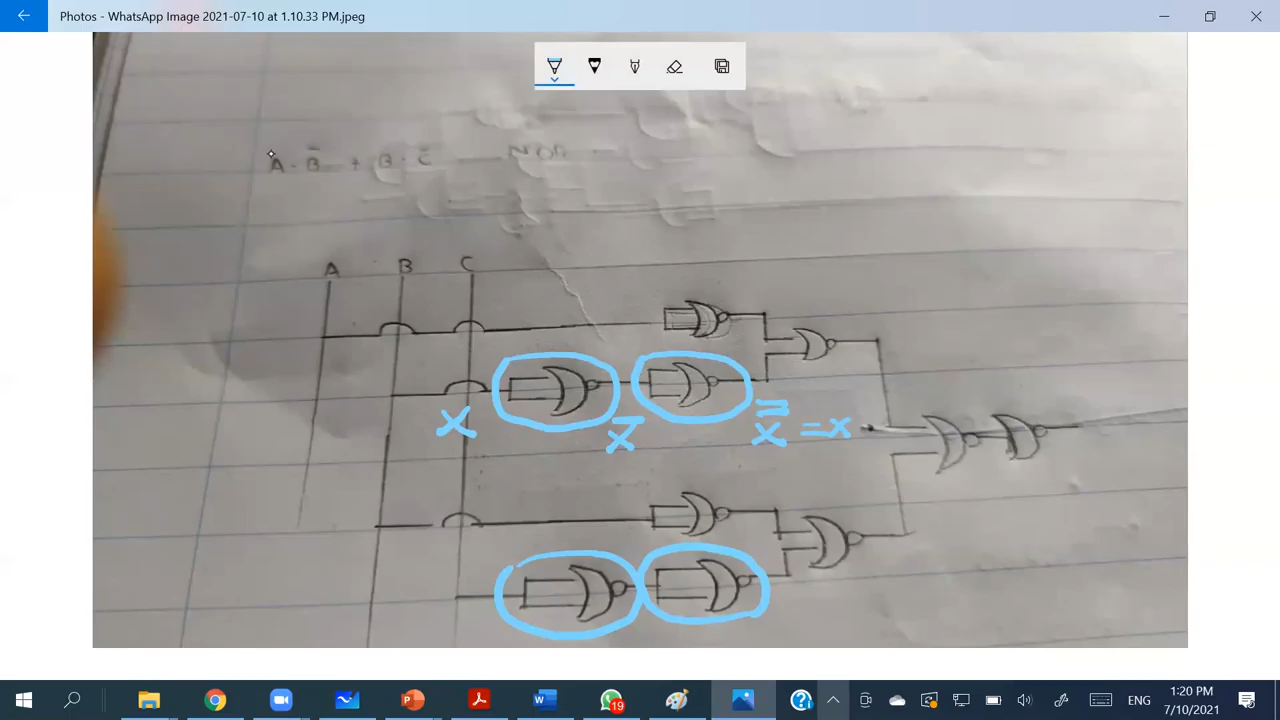 Photos - WhatsApp Image 2021-07-10 at 1.10.33 PM.jpeg
A · B̅ + B · C̅ NOR
A B C
X X̅ X̿ = X
19
ENG
1:20 PM
7/10/2021